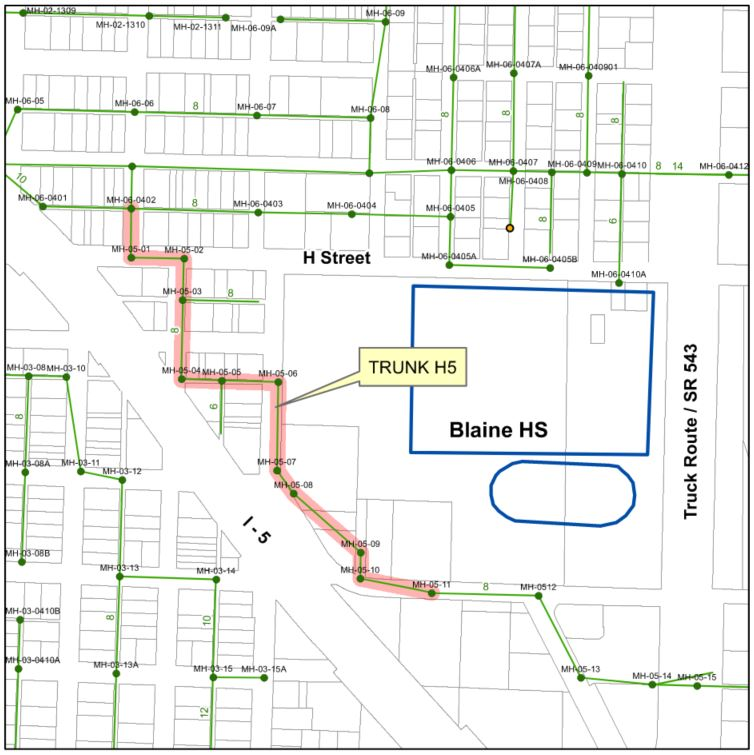 MH-02-1309
MH-02-1310
MH-02-1311
MH-06-09A
MH-06-09
MH-06-0406A
MH-06-0407A
MH-06-040901
MH-06-05
MH-06-06
8
MH-06-07
MH-06-08
8
8
8
8
MH-06-0406
MH-06-0407
MH-06-0409
MH-06-0410
8 14
MH-06-0412
10
MH-06-0408
MH-06-0401
MH-06-0402
8
MH-06-0403
MH-06-0404
MH-06-0405
8
6
MH-05-01
MH-05-02
H Street
MH-06-0405A
MH-06-0405B
MH-06-0410A
MH-05-03
8
8
TRUNK H5
MH-03-08
MH-03-10
MH-05-04
MH-05-05
MH-05-06
8
6
Blaine HS
Truck Route / SR 543
MH-03-08A
MH-03-11
MH-03-12
MH-05-07
MH-05-08
I - 5
MH-03-08B
MH-05-09
MH-03-13
MH-03-14
MH-05-10
MH-05-11
8
MH-0512
MH-03-0410B
8
10
MH-03-0410A
MH-03-13A
MH-03-15
MH-03-15A
MH-05-13
MH-05-14
MH-05-15
12